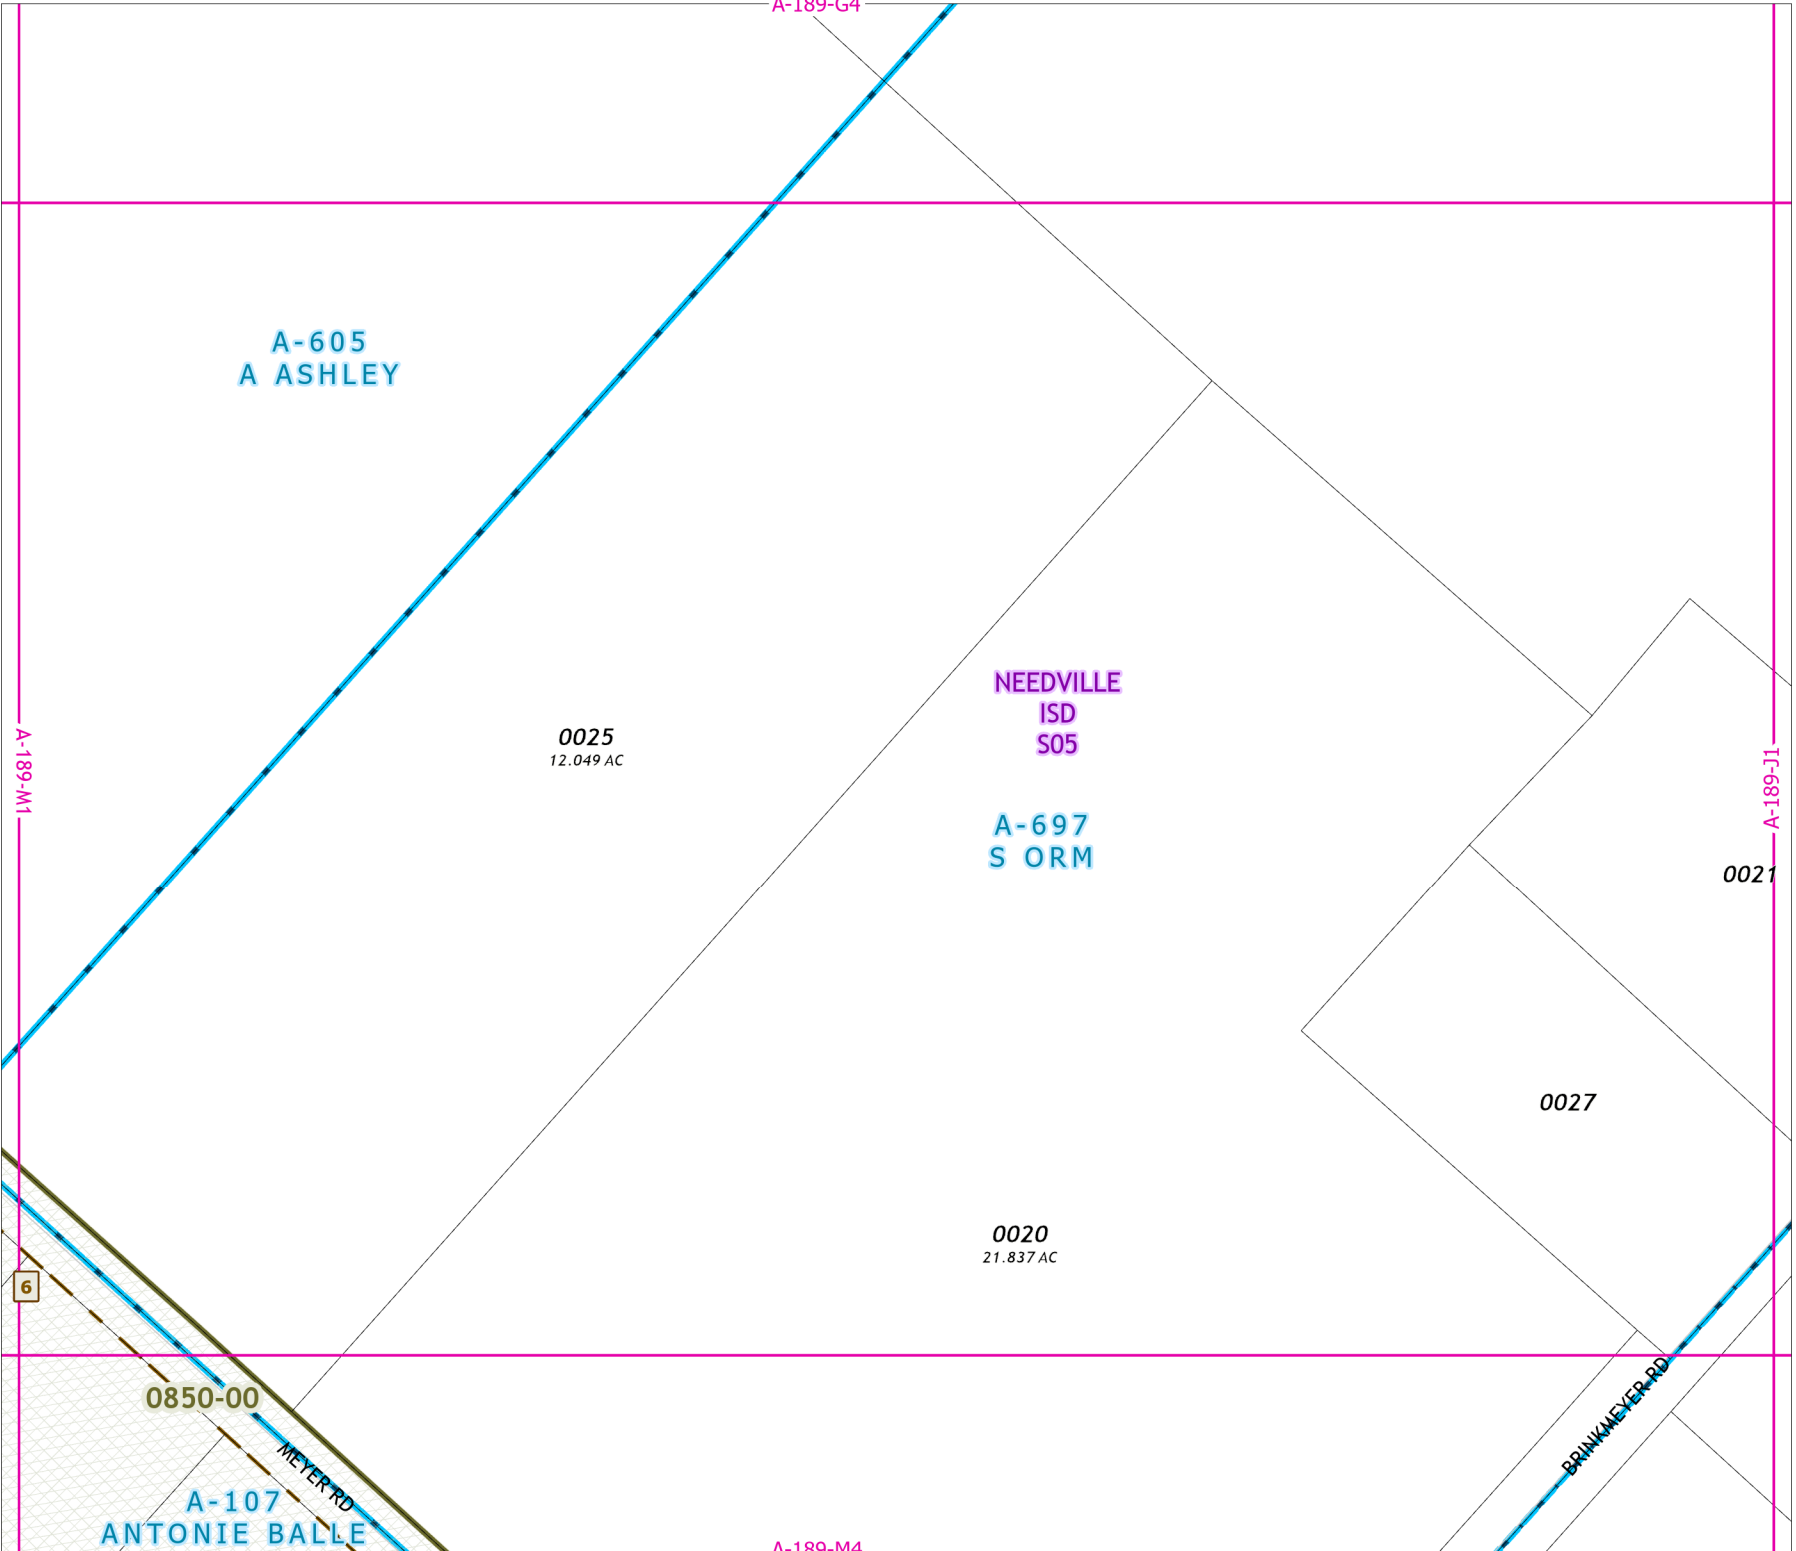 A-189-G4
A-605
A ASHLEY
NEEDVILLE
ISD
S05
0025
12.049 AC
A-189-M1
A-189-J1
A-697
S ORM
0021
0027
0020
21.837 AC
6
0850-00
MEYER RD
BRINKMEYER RD
A-107
ANTONIE BALLE
A-189-M4